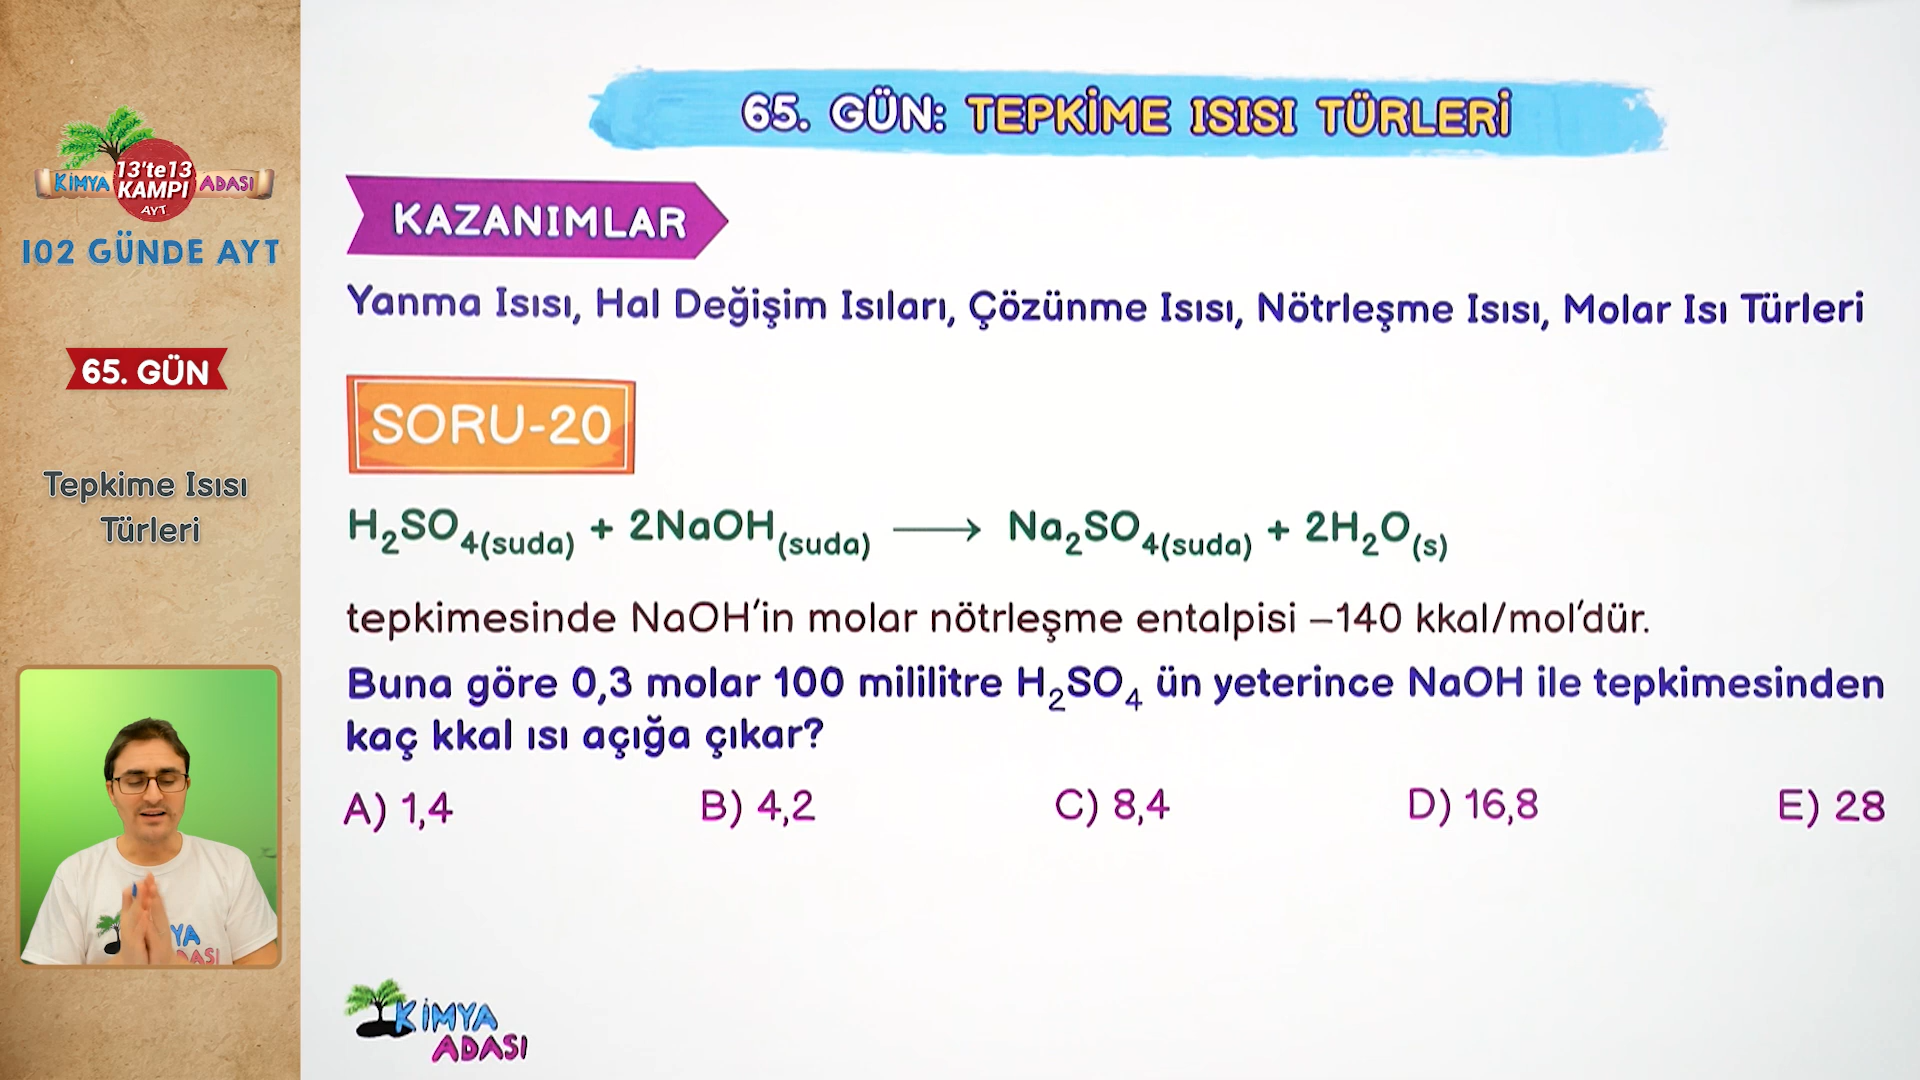 65. GÜN: TEPKİME ISISI TÜRLERİ
KAZANIMLAR
Yanma Isısı, Hal Değişim Isıları, Çözünme Isısı, Nötrleşme Isısı, Molar Isı Türleri
SORU-20
H₂SO₄(suda) + 2NaOH(suda) ⟶ Na₂SO₄(suda) + 2H₂O(s)
tepkimesinde NaOH'in molar nötrleşme entalpisi –140 kkal/mol'dür.
Buna göre 0,3 molar 100 mililitre H₂SO₄ ün yeterince NaOH ile tepkimesinden
kaç kkal ısı açığa çıkar?
A) 1,4 B) 4,2 C) 8,4 D) 16,8 E) 28
KİMYA
ADASI
13'te13
KİMYA KAMPI ADASI
AYT
102 GÜNDE AYT
65. GÜN
Tepkime Isısı
Türleri
YA